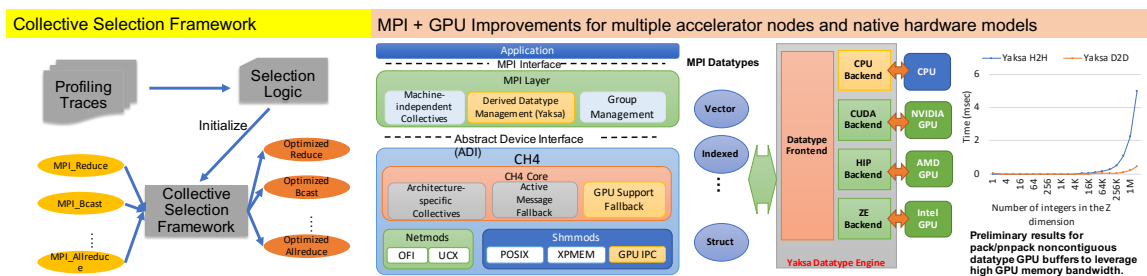 Collective Selection Framework
MPI + GPU Improvements for multiple accelerator nodes and native hardware models
Profiling
Traces
Selection
Logic
Initialize
MPI_Reduce
MPI_Bcast
MPI_Allreduc
e
Collective
Selection
Framework
Optimized
Reduce
Optimized
Bcast
Optimized
Allreduce
Application
MPI Interface
MPI Layer
Machine-
independent
Collectives
Derived Datatype
Management (Yaksa)
Group
Management
Abstract Device Interface
(ADI)
CH4
CH4 Core
Architecture-
specific
Collectives
Active
Message
Fallback
GPU Support
Fallback
Netmods
OFI
UCX
Shmmods
POSIX
XPMEM
GPU IPC
MPI Datatypes
Vector
Indexed
Struct
Datatype
Frontend
CPU
Backend
CUDA
Backend
HIP
Backend
ZE
Backend
Yaksa Datatype Engine
CPU
NVIDIA
GPU
AMD
GPU
Intel
GPU
Yaksa H2H
Yaksa D2D
Time (msec)
6
4
2
0
1 4 16 64 256 1K 4K 16K 64K 256K 1M
Number of integers in the Z
dimension
Preliminary results for
pack/pnpack noncontiguous
datatype GPU buffers to leverage
high GPU memory bandwidth.